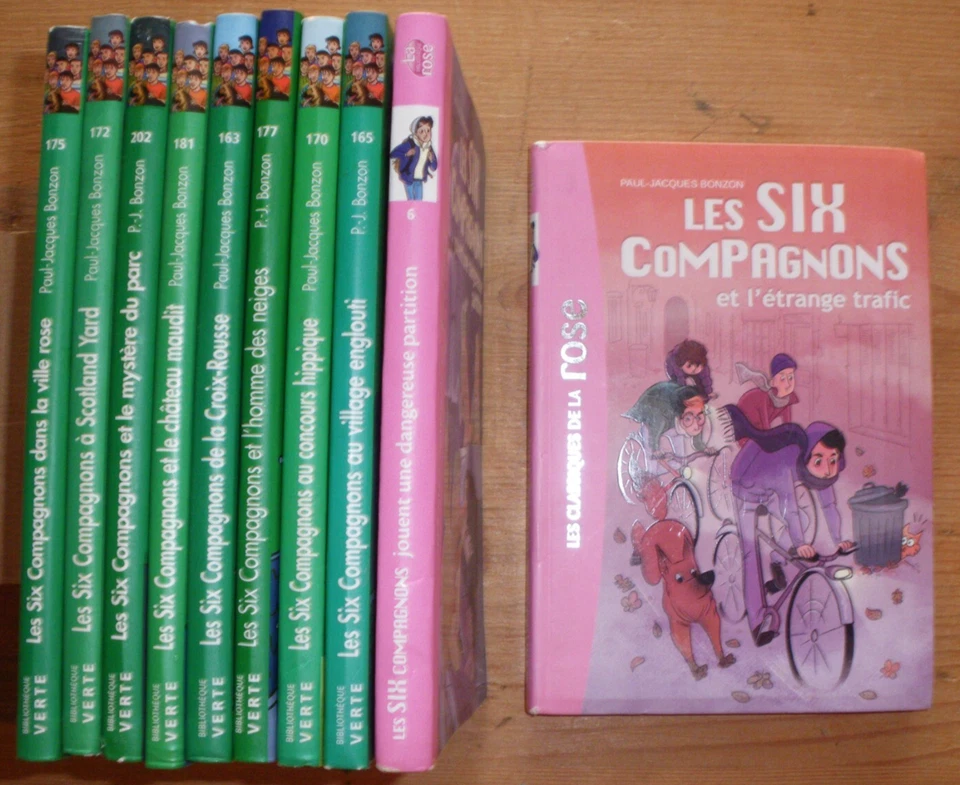 175
Les Six Compagnons dans la ville rose Paul-Jacques Bonzon
BIBLIOTHÈQUE
VERTE
172
Les Six Compagnons à Scotland Yard Paul-Jacques Bonzon
BIBLIOTHÈQUE
VERTE
202
Les Six Compagnons et le mystère du parc P.-J. Bonzon
BIBLIOTHÈQUE
VERTE
181
Les Six Compagnons et le château maudit Paul-Jacques Bonzon
BIBLIOTHÈQUE
VERTE
163
Les Six Compagnons de la Croix-Rousse Paul-Jacques Bonzon
BIBLIOTHÈQUE
VERTE
177
Les Six Compagnons et l'homme des neiges P.-J. Bonzon
BIBLIOTHÈQUE
VERTE
170
Les Six Compagnons au concours hippique Paul-Jacques Bonzon
BIBLIOTHÈQUE
VERTE
165
Les Six Compagnons au village englouti P.-J. Bonzon
BIBLIOTHÈQUE
VERTE
La
rose
6
LES SIX COMPAGNONS jouent une dangereuse partition
PAUL-JACQUES BONZON
LES SIX
COMPAGNONS
et l'étrange trafic
LES CLASSIQUES DE LA rose